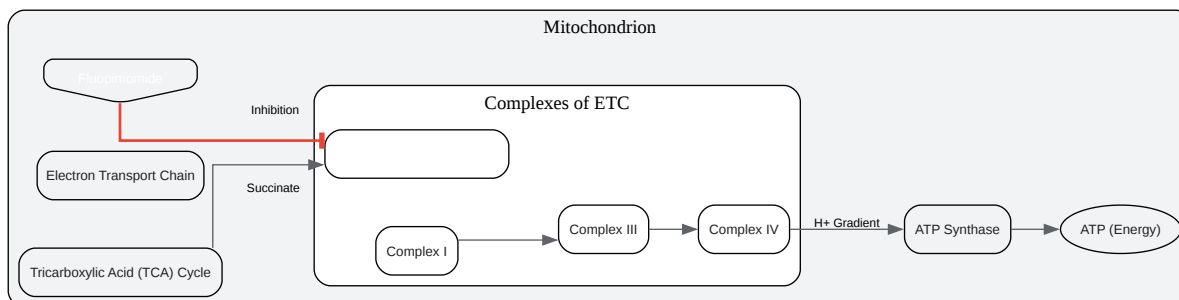 Mitochondrion
Fluopimomide
Complexes of ETC
Inhibition
Electron Transport Chain
Succinate
Complex III
Complex IV
H+ Gradient
ATP Synthase
ATP (Energy)
Complex I
Tricarboxylic (TCA) Cycle